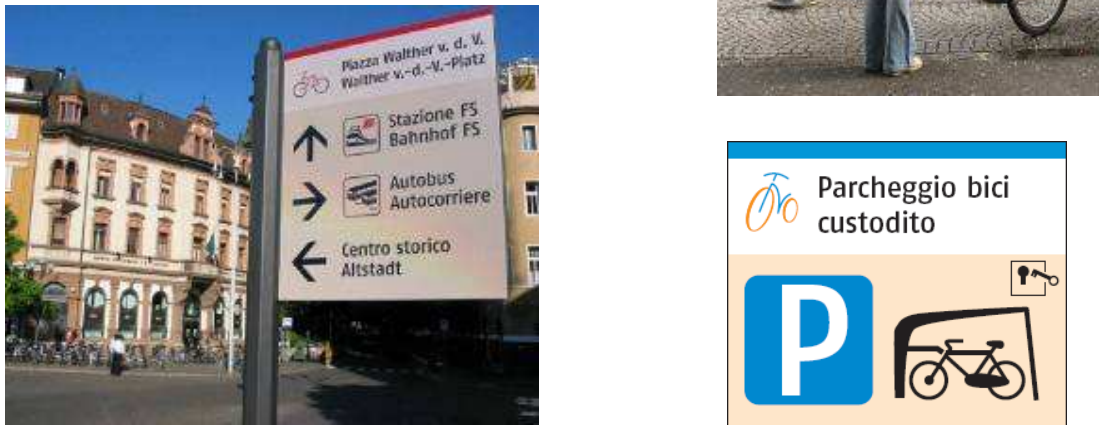 Piazza Walther v. d. V.
Walther v.-d.-V.-Platz
Stazione FS
Bahnhof FS
Autobus
Autocorriere
Centro storico
Altstadt
Parcheggio bici
custodito
P